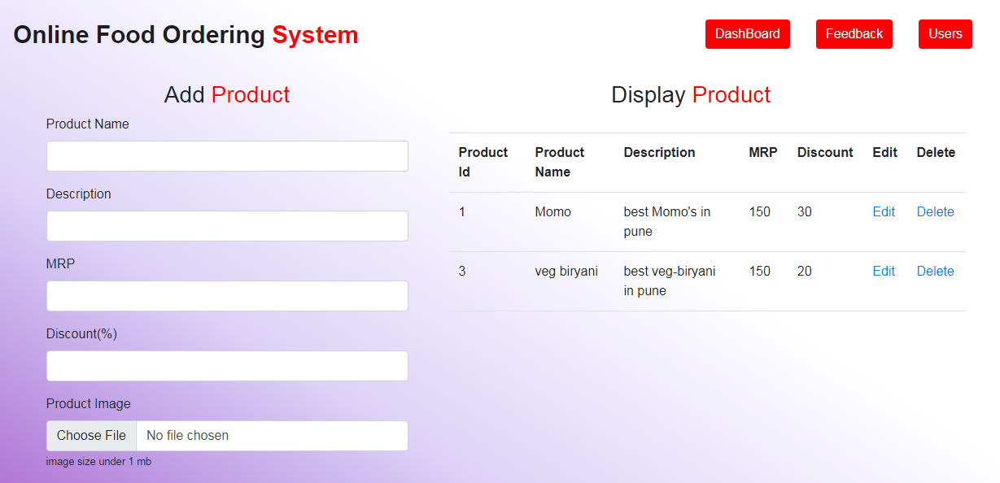 Online Food Ordering System
DashBoard
Feedback
Users
Add Product
Product Name
Description
MRP
Discount(%)
Product Image
Choose File No file chosen
image size under 1 mb
Display Product
Product Id Product Name Description MRP Discount Edit Delete
1 Momo best Momo's in pune 150 30 Edit Delete
3 veg biryani best veg-biryani in pune 150 20 Edit Delete